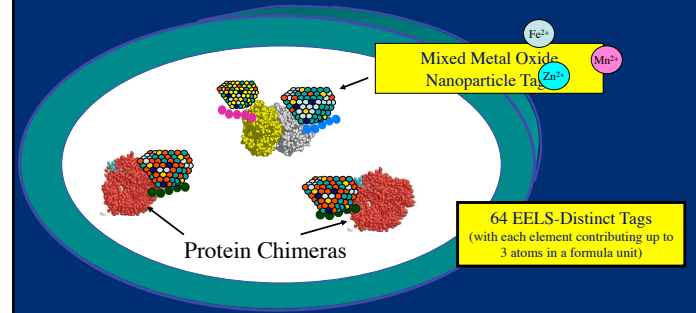 Fe²⁺
Mixed Metal Oxide
Mn²⁺
Nanoparticle Tag
Zn²⁺
64 EELS-Distinct Tags
(with each element contributing up to
3 atoms in a formula unit)
Protein Chimeras